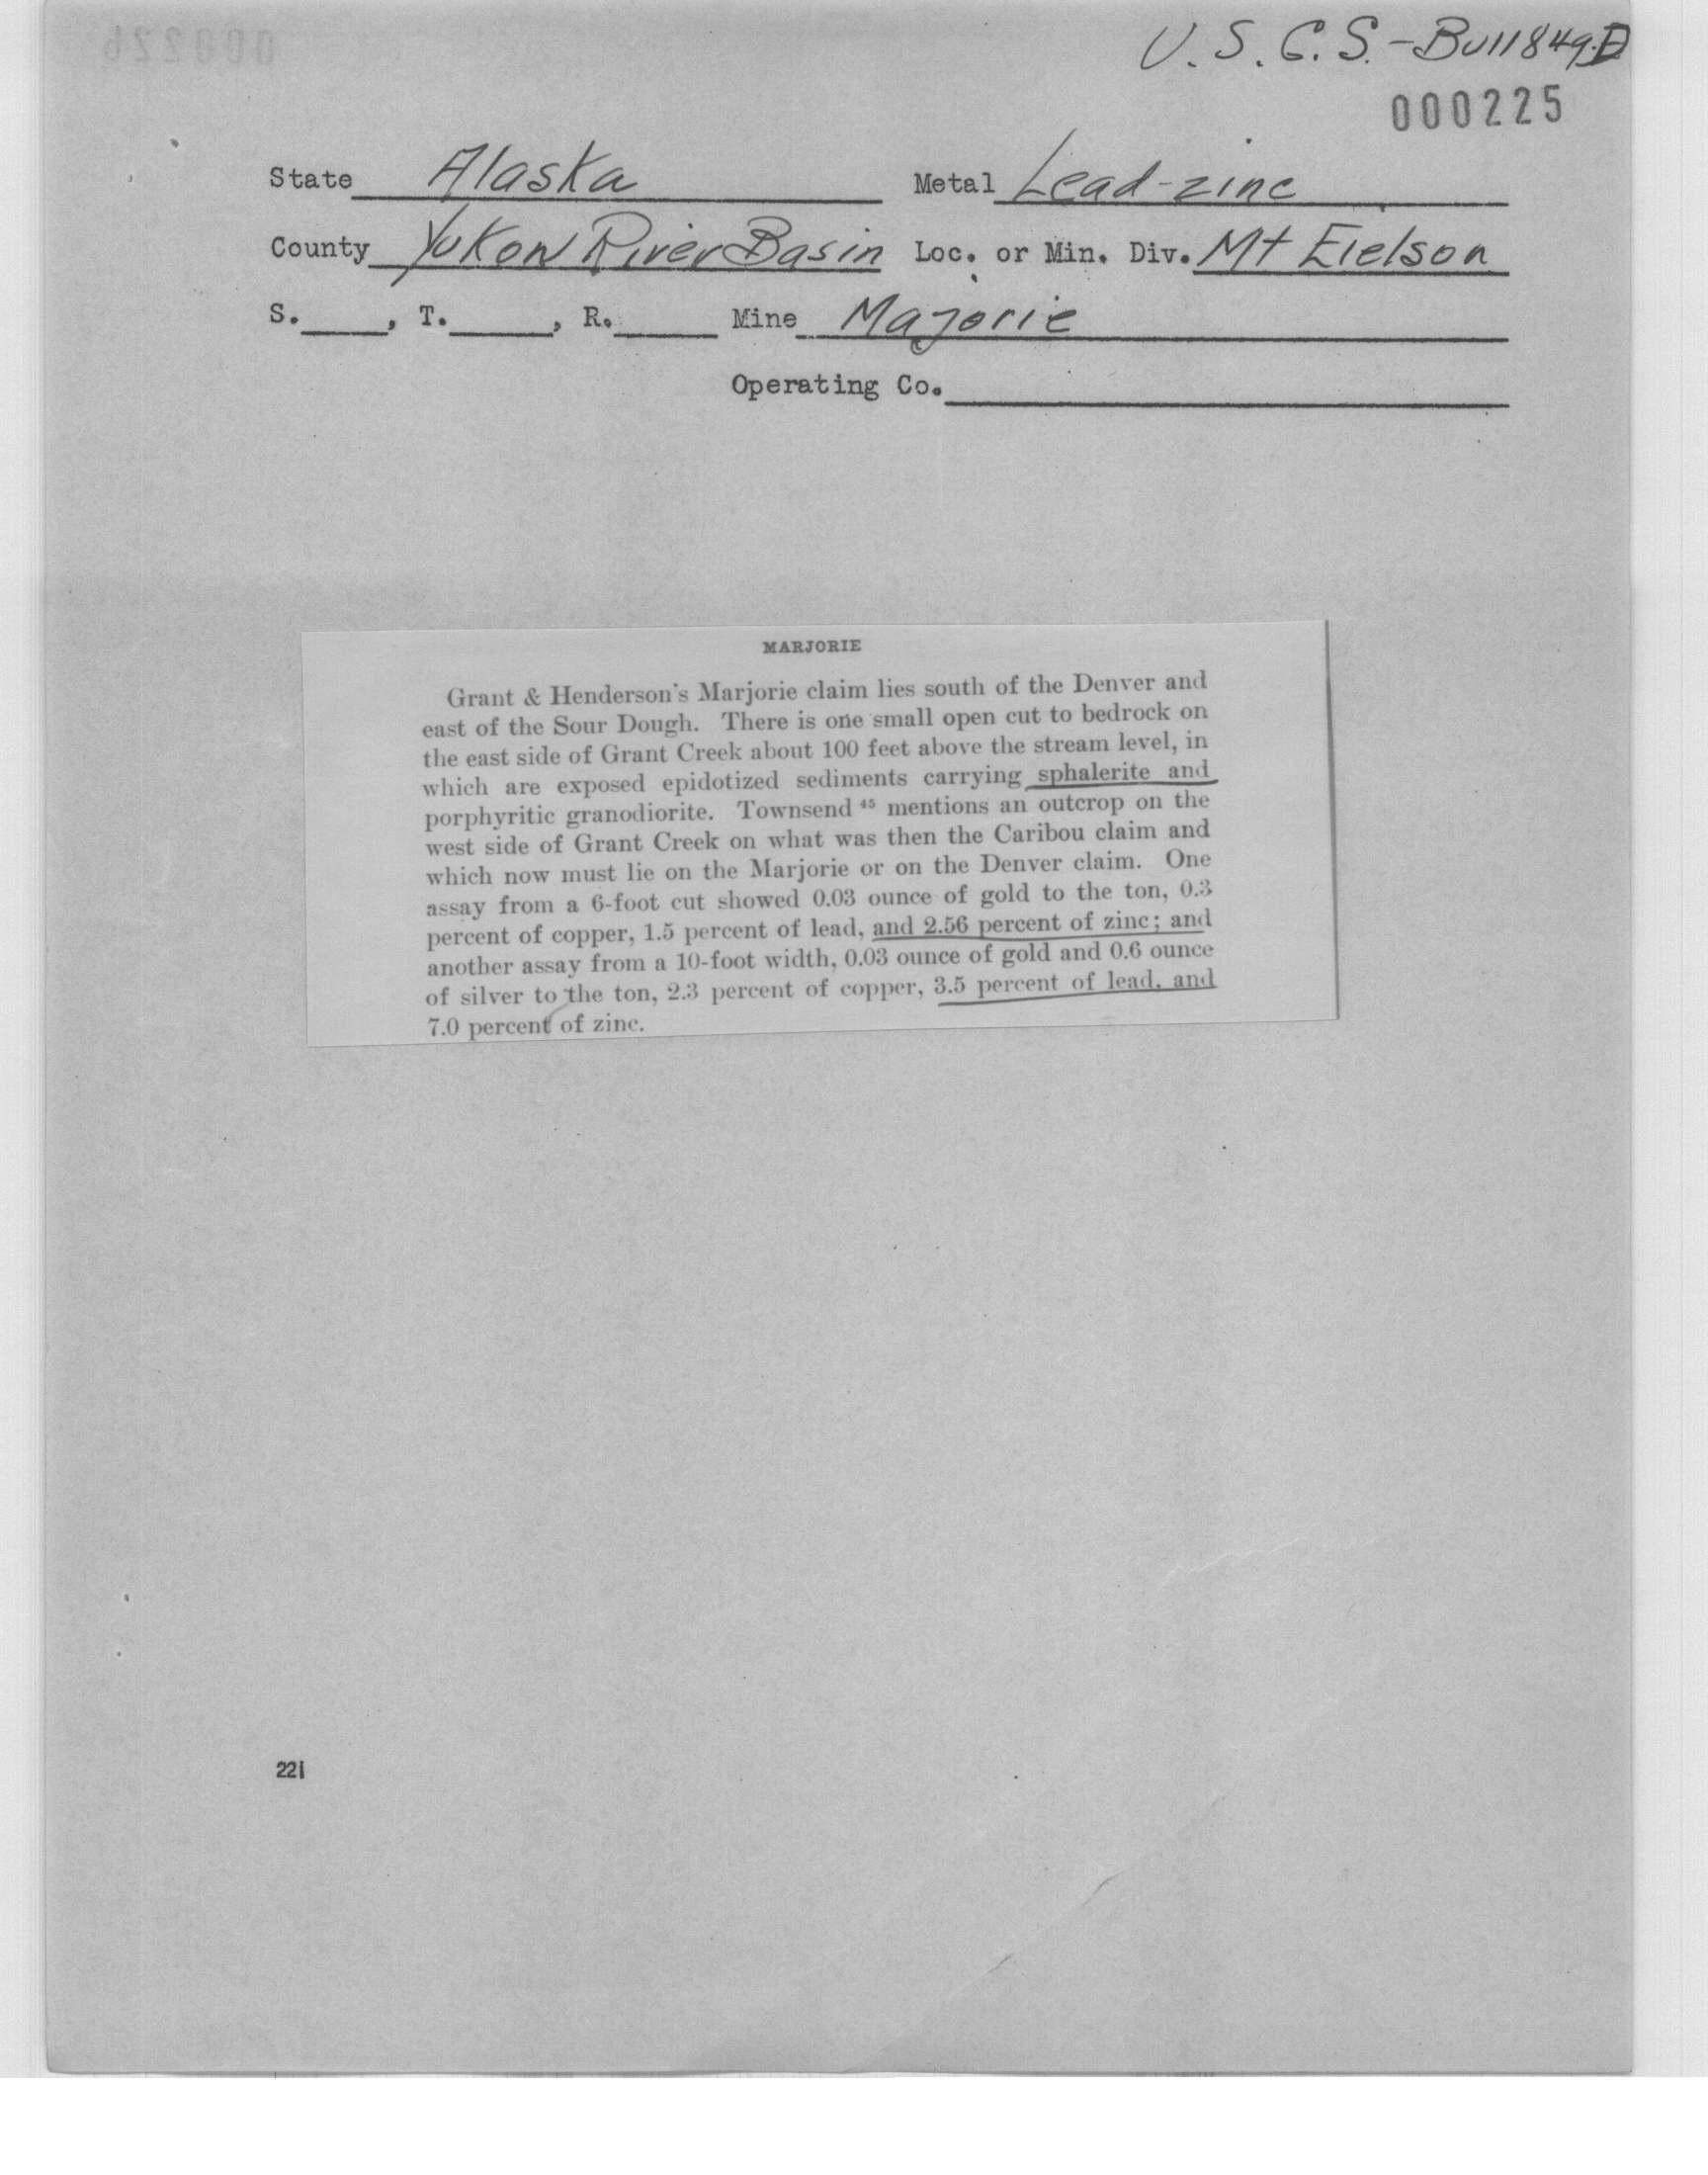 U.S.G.S.-Bull 849-D
000225
State Alaska Metal Lead-zinc
County Yukon River Basin Loc. or Min. Div. Mt Eielson
S. , T. , R. Mine Majorie
Operating Co.
MARJORIE
Grant & Henderson's Marjorie claim lies south of the Denver and
east of the Sour Dough. There is one small open cut to bedrock on
the east side of Grant Creek about 100 feet above the stream level, in
which are exposed epidotized sediments carrying sphalerite and
porphyritic granodiorite. Townsend 45 mentions an outcrop on the
west side of Grant Creek on what was then the Caribou claim and
which now must lie on the Marjorie or on the Denver claim. One
assay from a 6-foot cut showed 0.03 ounce of gold to the ton, 0.3
percent of copper, 1.5 percent of lead, and 2.56 percent of zinc; and
another assay from a 10-foot width, 0.03 ounce of gold and 0.6 ounce
of silver to the ton, 2.3 percent of copper, 3.5 percent of lead, and
7.0 percent of zinc.
221